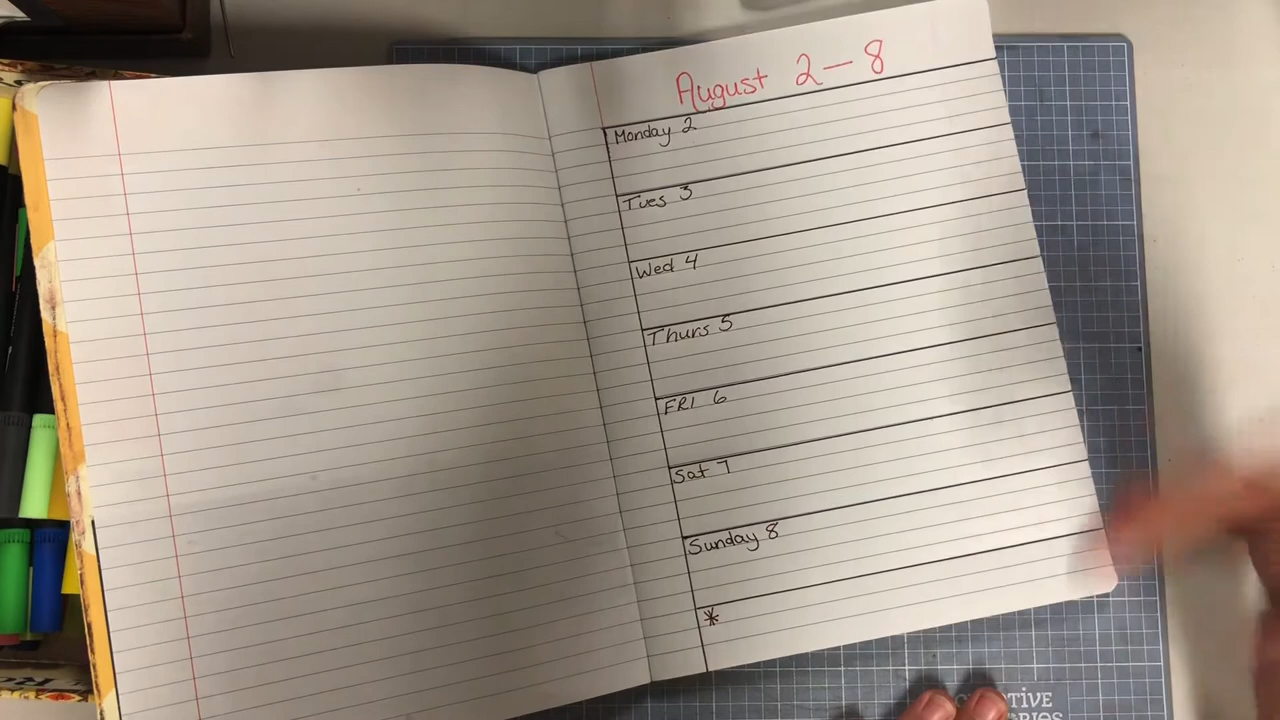 August 2 – 8
Monday 2
Tues 3
Wed 4
Thurs 5
FRI 6
Sat 7
Sunday 8
*